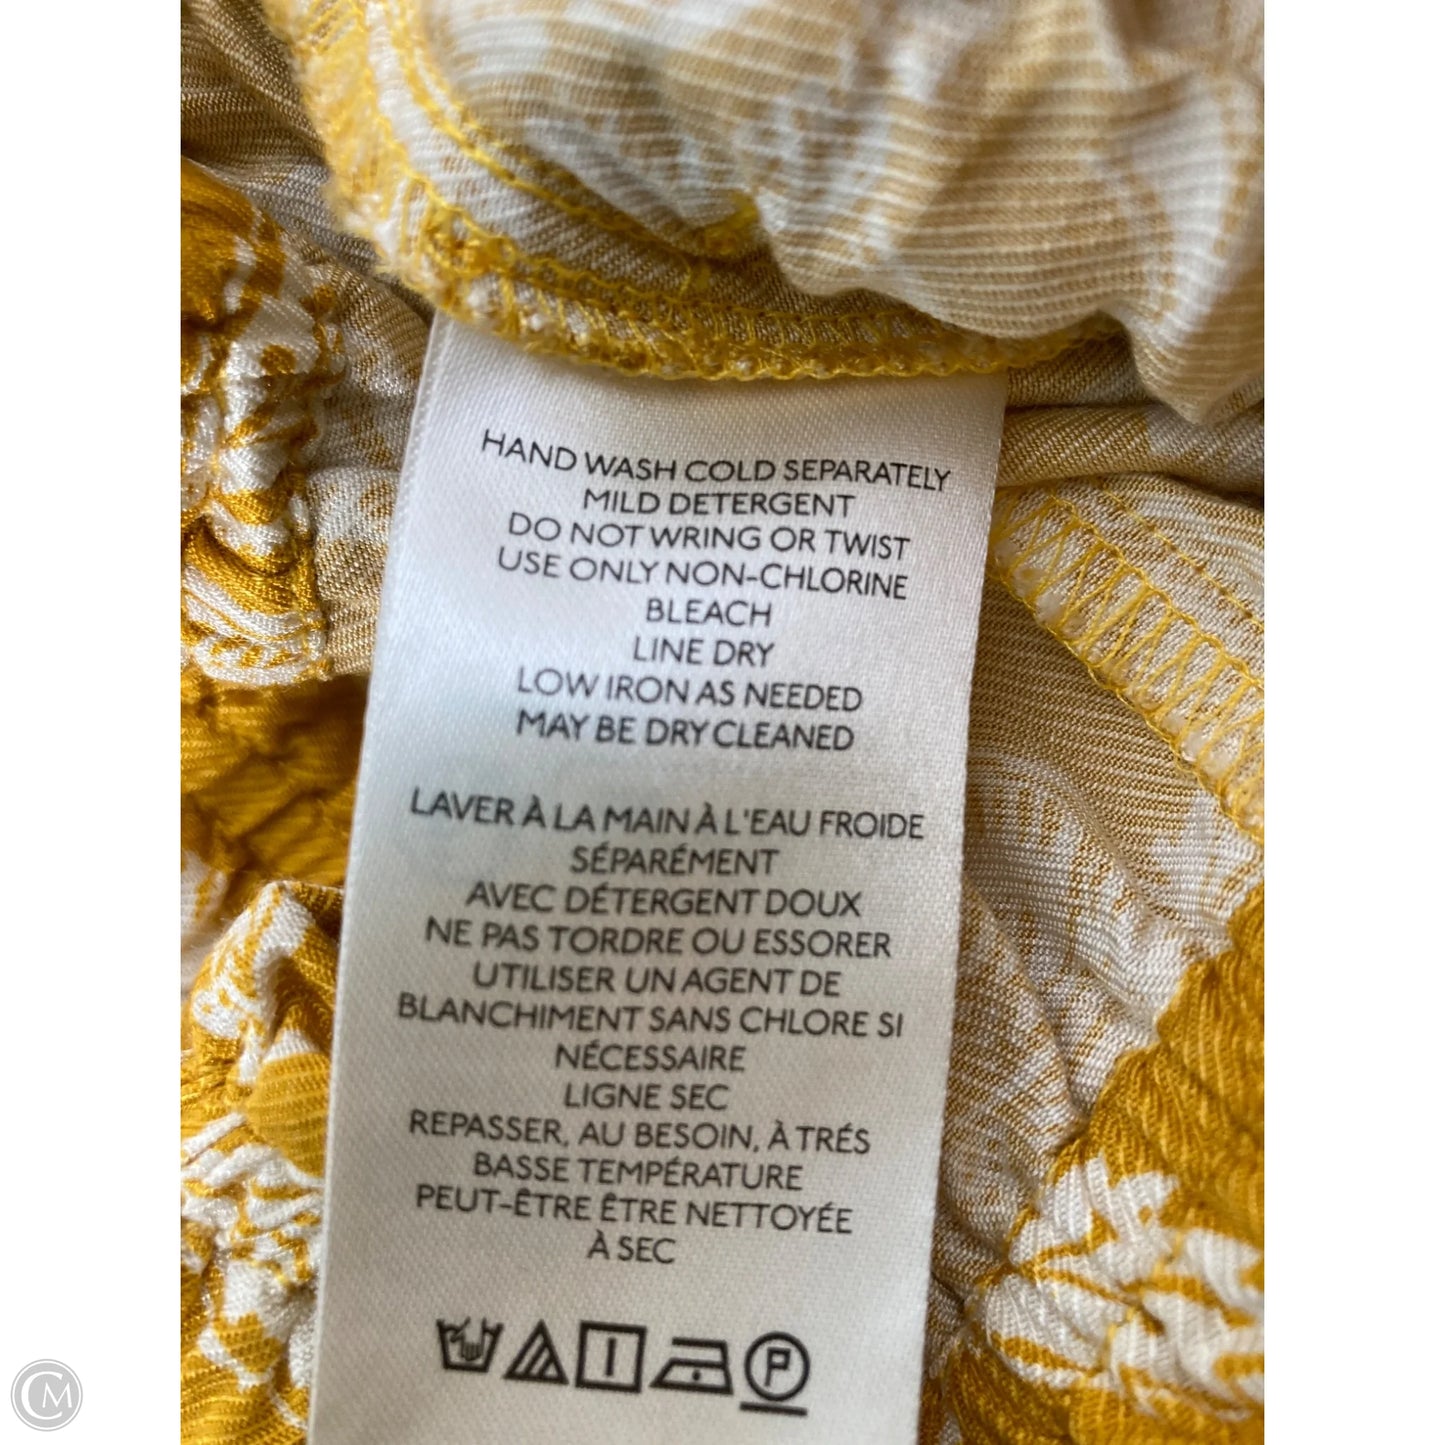 HAND WASH COLD SEPARATELY
MILD DETERGENT
DO NOT WRING OR TWIST
USE ONLY NON-CHLORINE
BLEACH
LINE DRY
LOW IRON AS NEEDED
MAY BE DRY CLEANED
LAVER À LA MAIN À L'EAU FROIDE
SÉPARÉMENT
AVEC DÉTERGENT DOUX
NE PAS TORDRE OU ESSORER
UTILISER UN AGENT DE
BLANCHIMENT SANS CHLORE SI
NÉCESSAIRE
LIGNE SEC
REPASSER, AU BESOIN, À TRÉS
BASSE TEMPÉRATURE
PEUT-ÊTRE ÊTRE NETTOYÉE
À SEC
P
CM